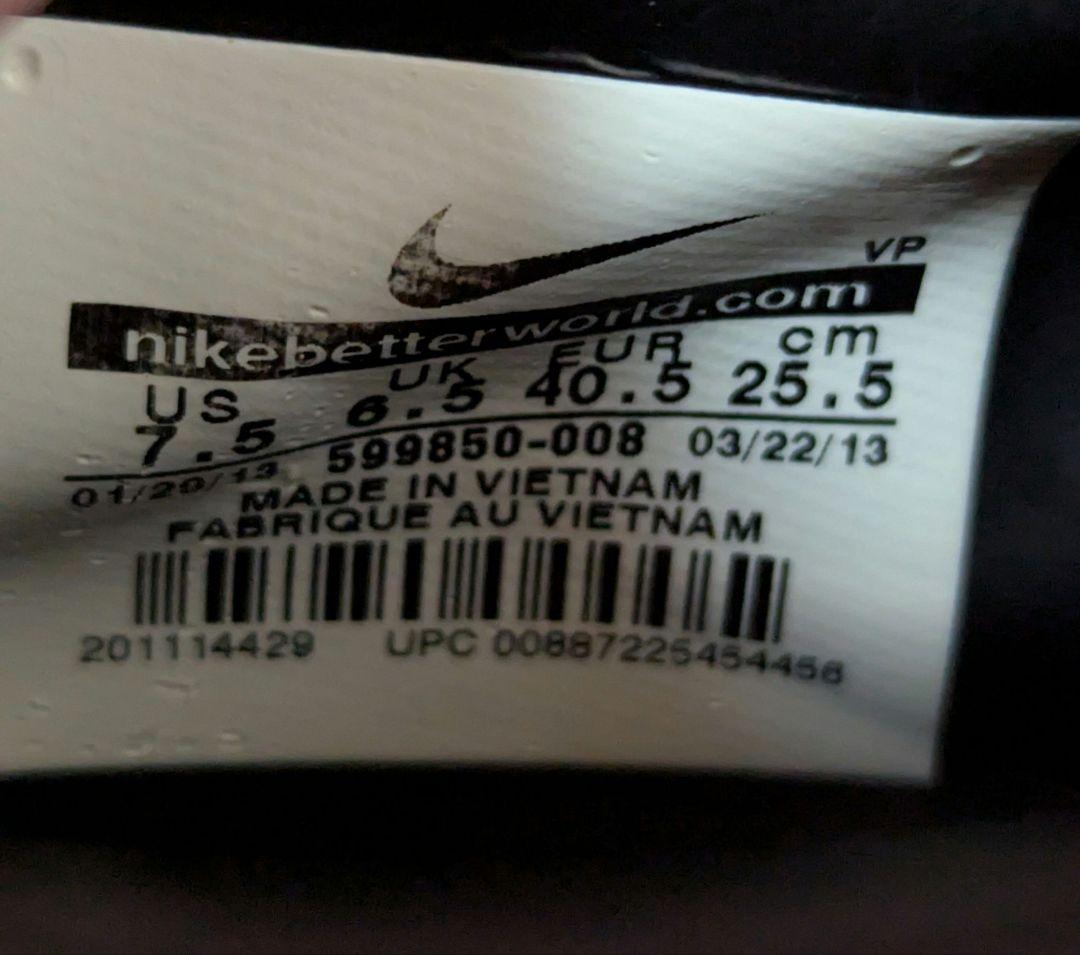 VP
nikebetterworld.com
US UK EUR cm
7.5 6.5 40.5 25.5
01/20/13 599850-008 03/22/13
MADE IN VIETNAM
FABRIQUE AU VIETNAM
201114429 UPC 00887225454456